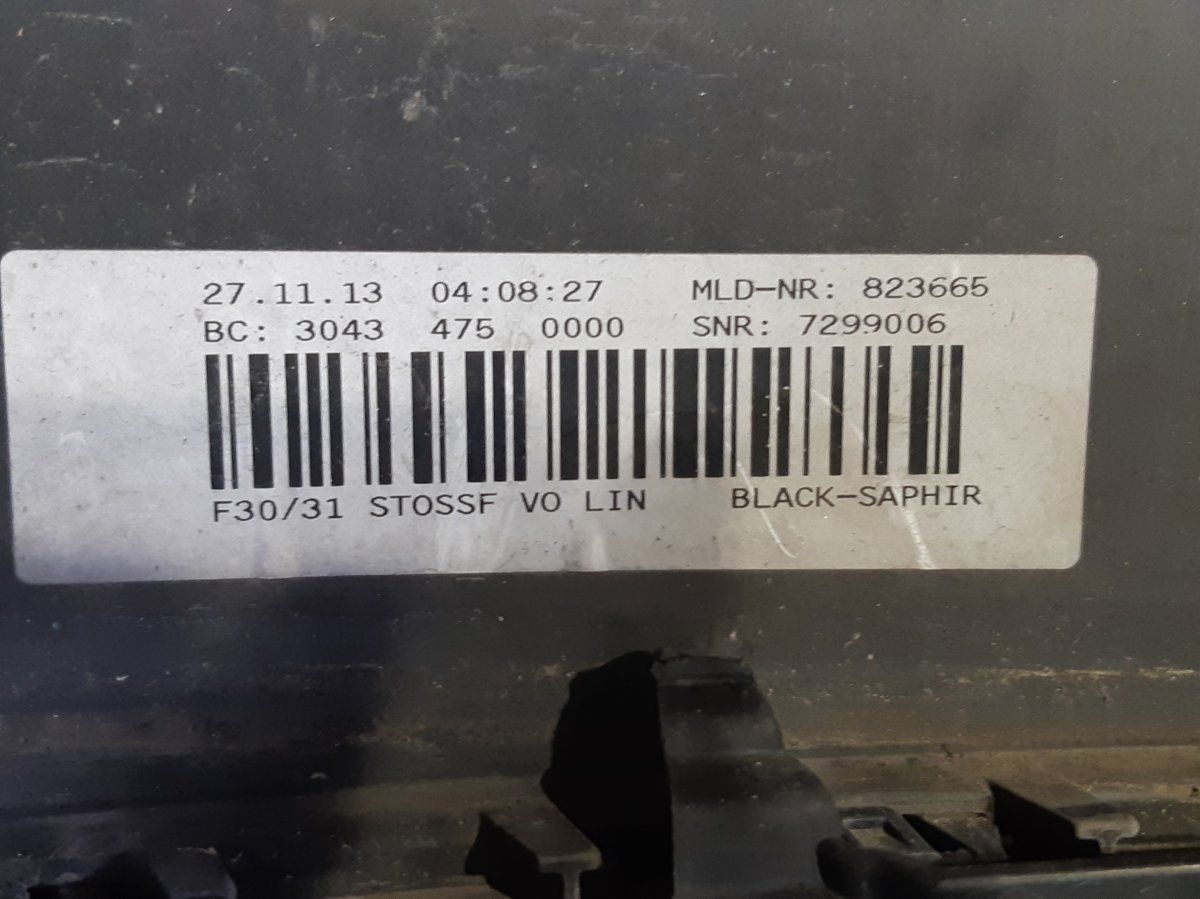 27.11.13 04:08:27 MLD-NR: 823665
BC: 3043 475 0000 SNR: 7299006
F30/31 STOSSF VO LIN BLACK-SAPHIR